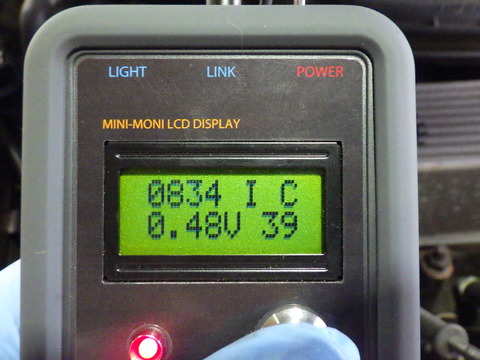 LIGHT LINK POWER
MINI-MONI LCD DISPLAY
0834 I C
0.48V 39